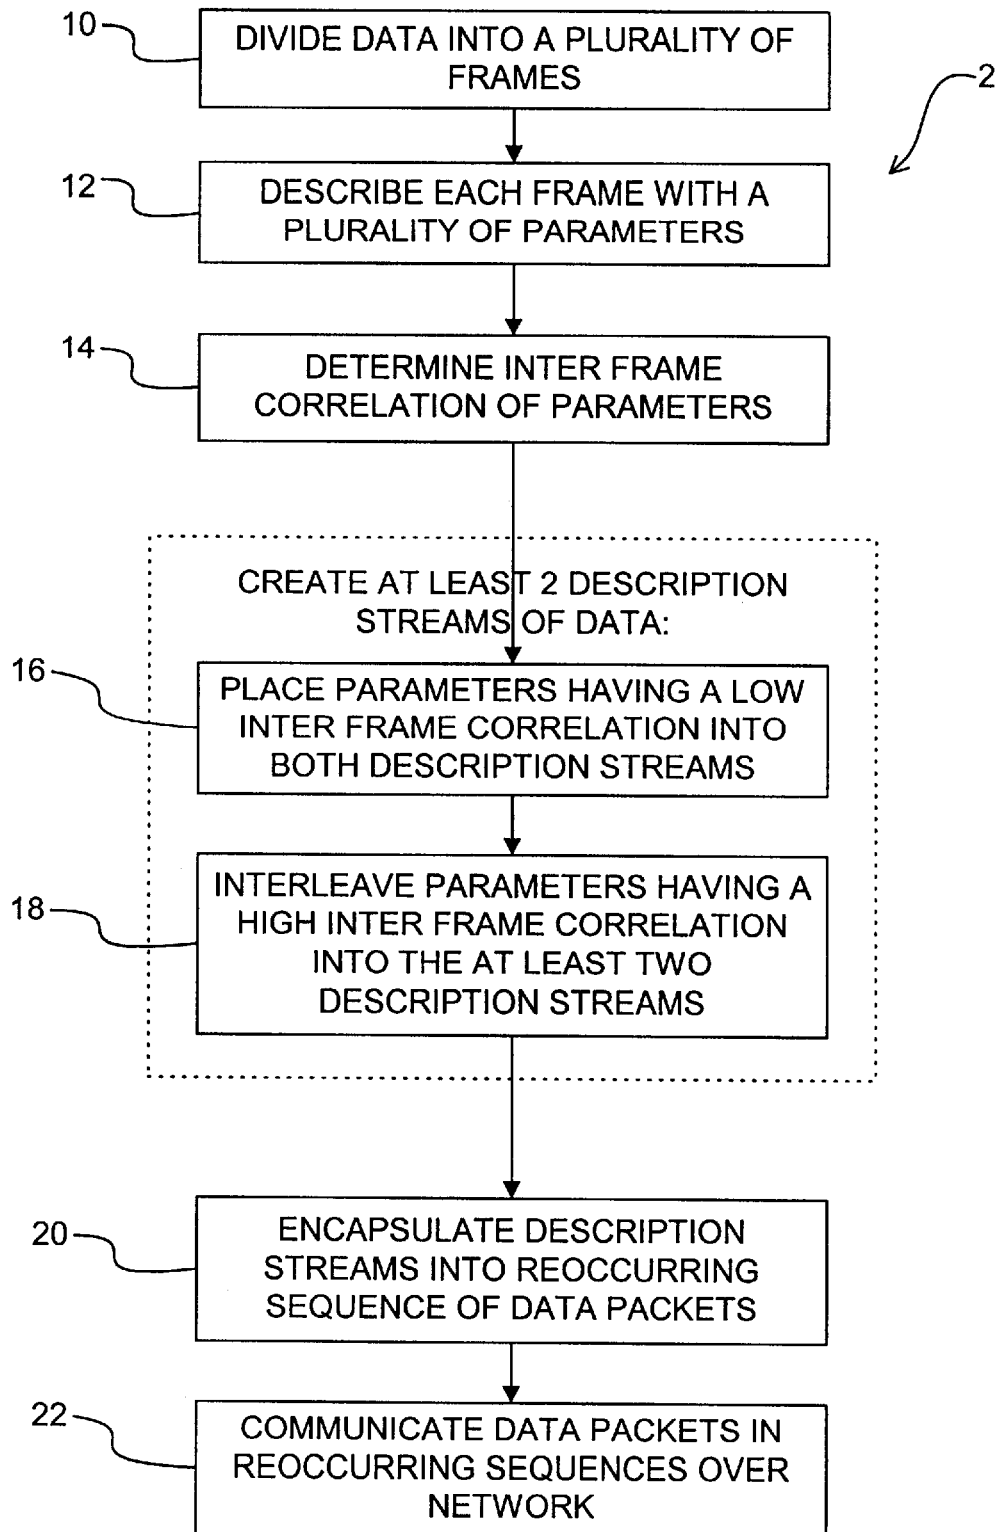 10
DIVIDE DATA INTO A PLURALITY OF
FRAMES
2
12
DESCRIBE EACH FRAME WITH A
PLURALITY OF PARAMETERS
14
DETERMINE INTER FRAME
CORRELATION OF PARAMETERS
CREATE AT LEAST 2 DESCRIPTION
STREAMS OF DATA:
16
PLACE PARAMETERS HAVING A LOW
INTER FRAME CORRELATION INTO
BOTH DESCRIPTION STREAMS
18
INTERLEAVE PARAMETERS HAVING A
HIGH INTER FRAME CORRELATION
INTO THE AT LEAST TWO
DESCRIPTION STREAMS
20
ENCAPSULATE DESCRIPTION
STREAMS INTO REOCCURRING
SEQUENCE OF DATA PACKETS
22
COMMUNICATE DATA PACKETS IN
REOCCURRING SEQUENCES OVER
NETWORK